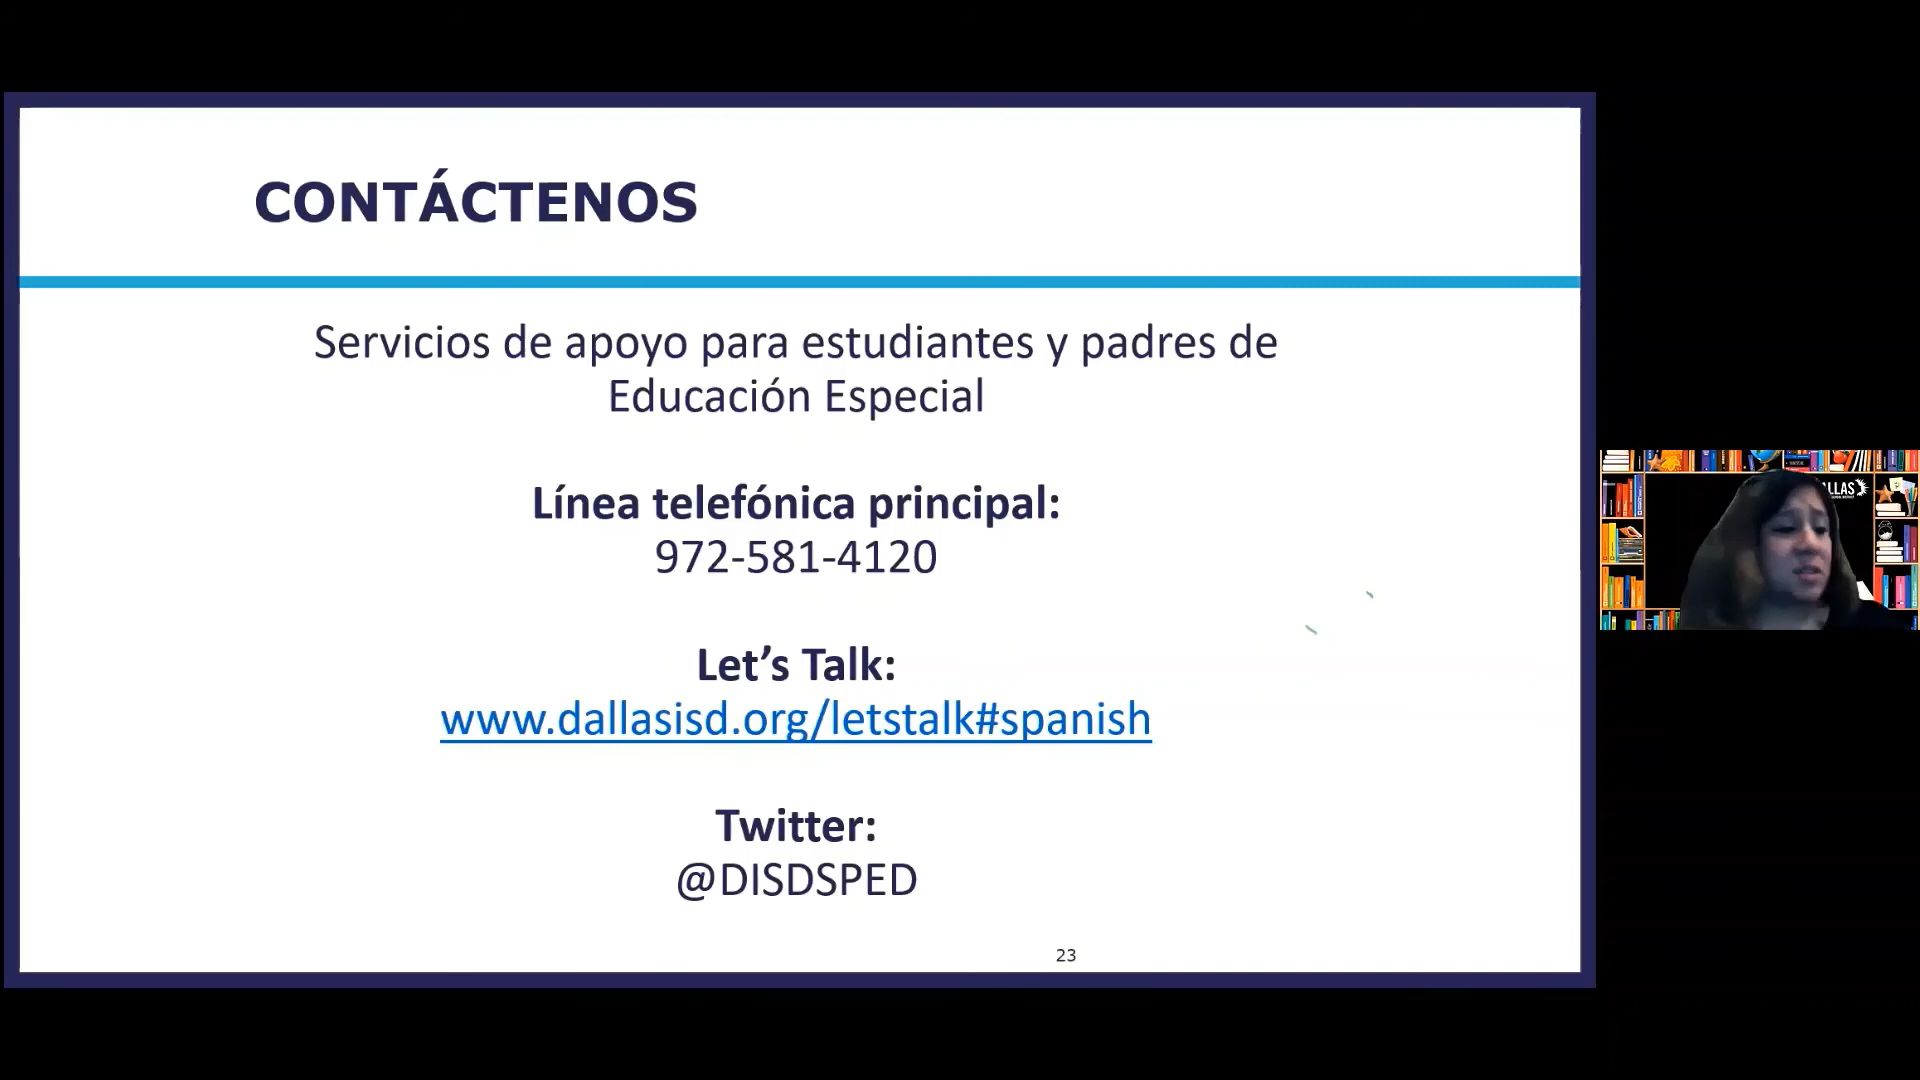 CONTÁCTENOS
Servicios de apoyo para estudiantes y padres de
Educación Especial
Línea telefónica principal:
972-581-4120
Let’s Talk:
www.dallasisd.org/letstalk#spanish
Twitter:
@DISDSPED
23